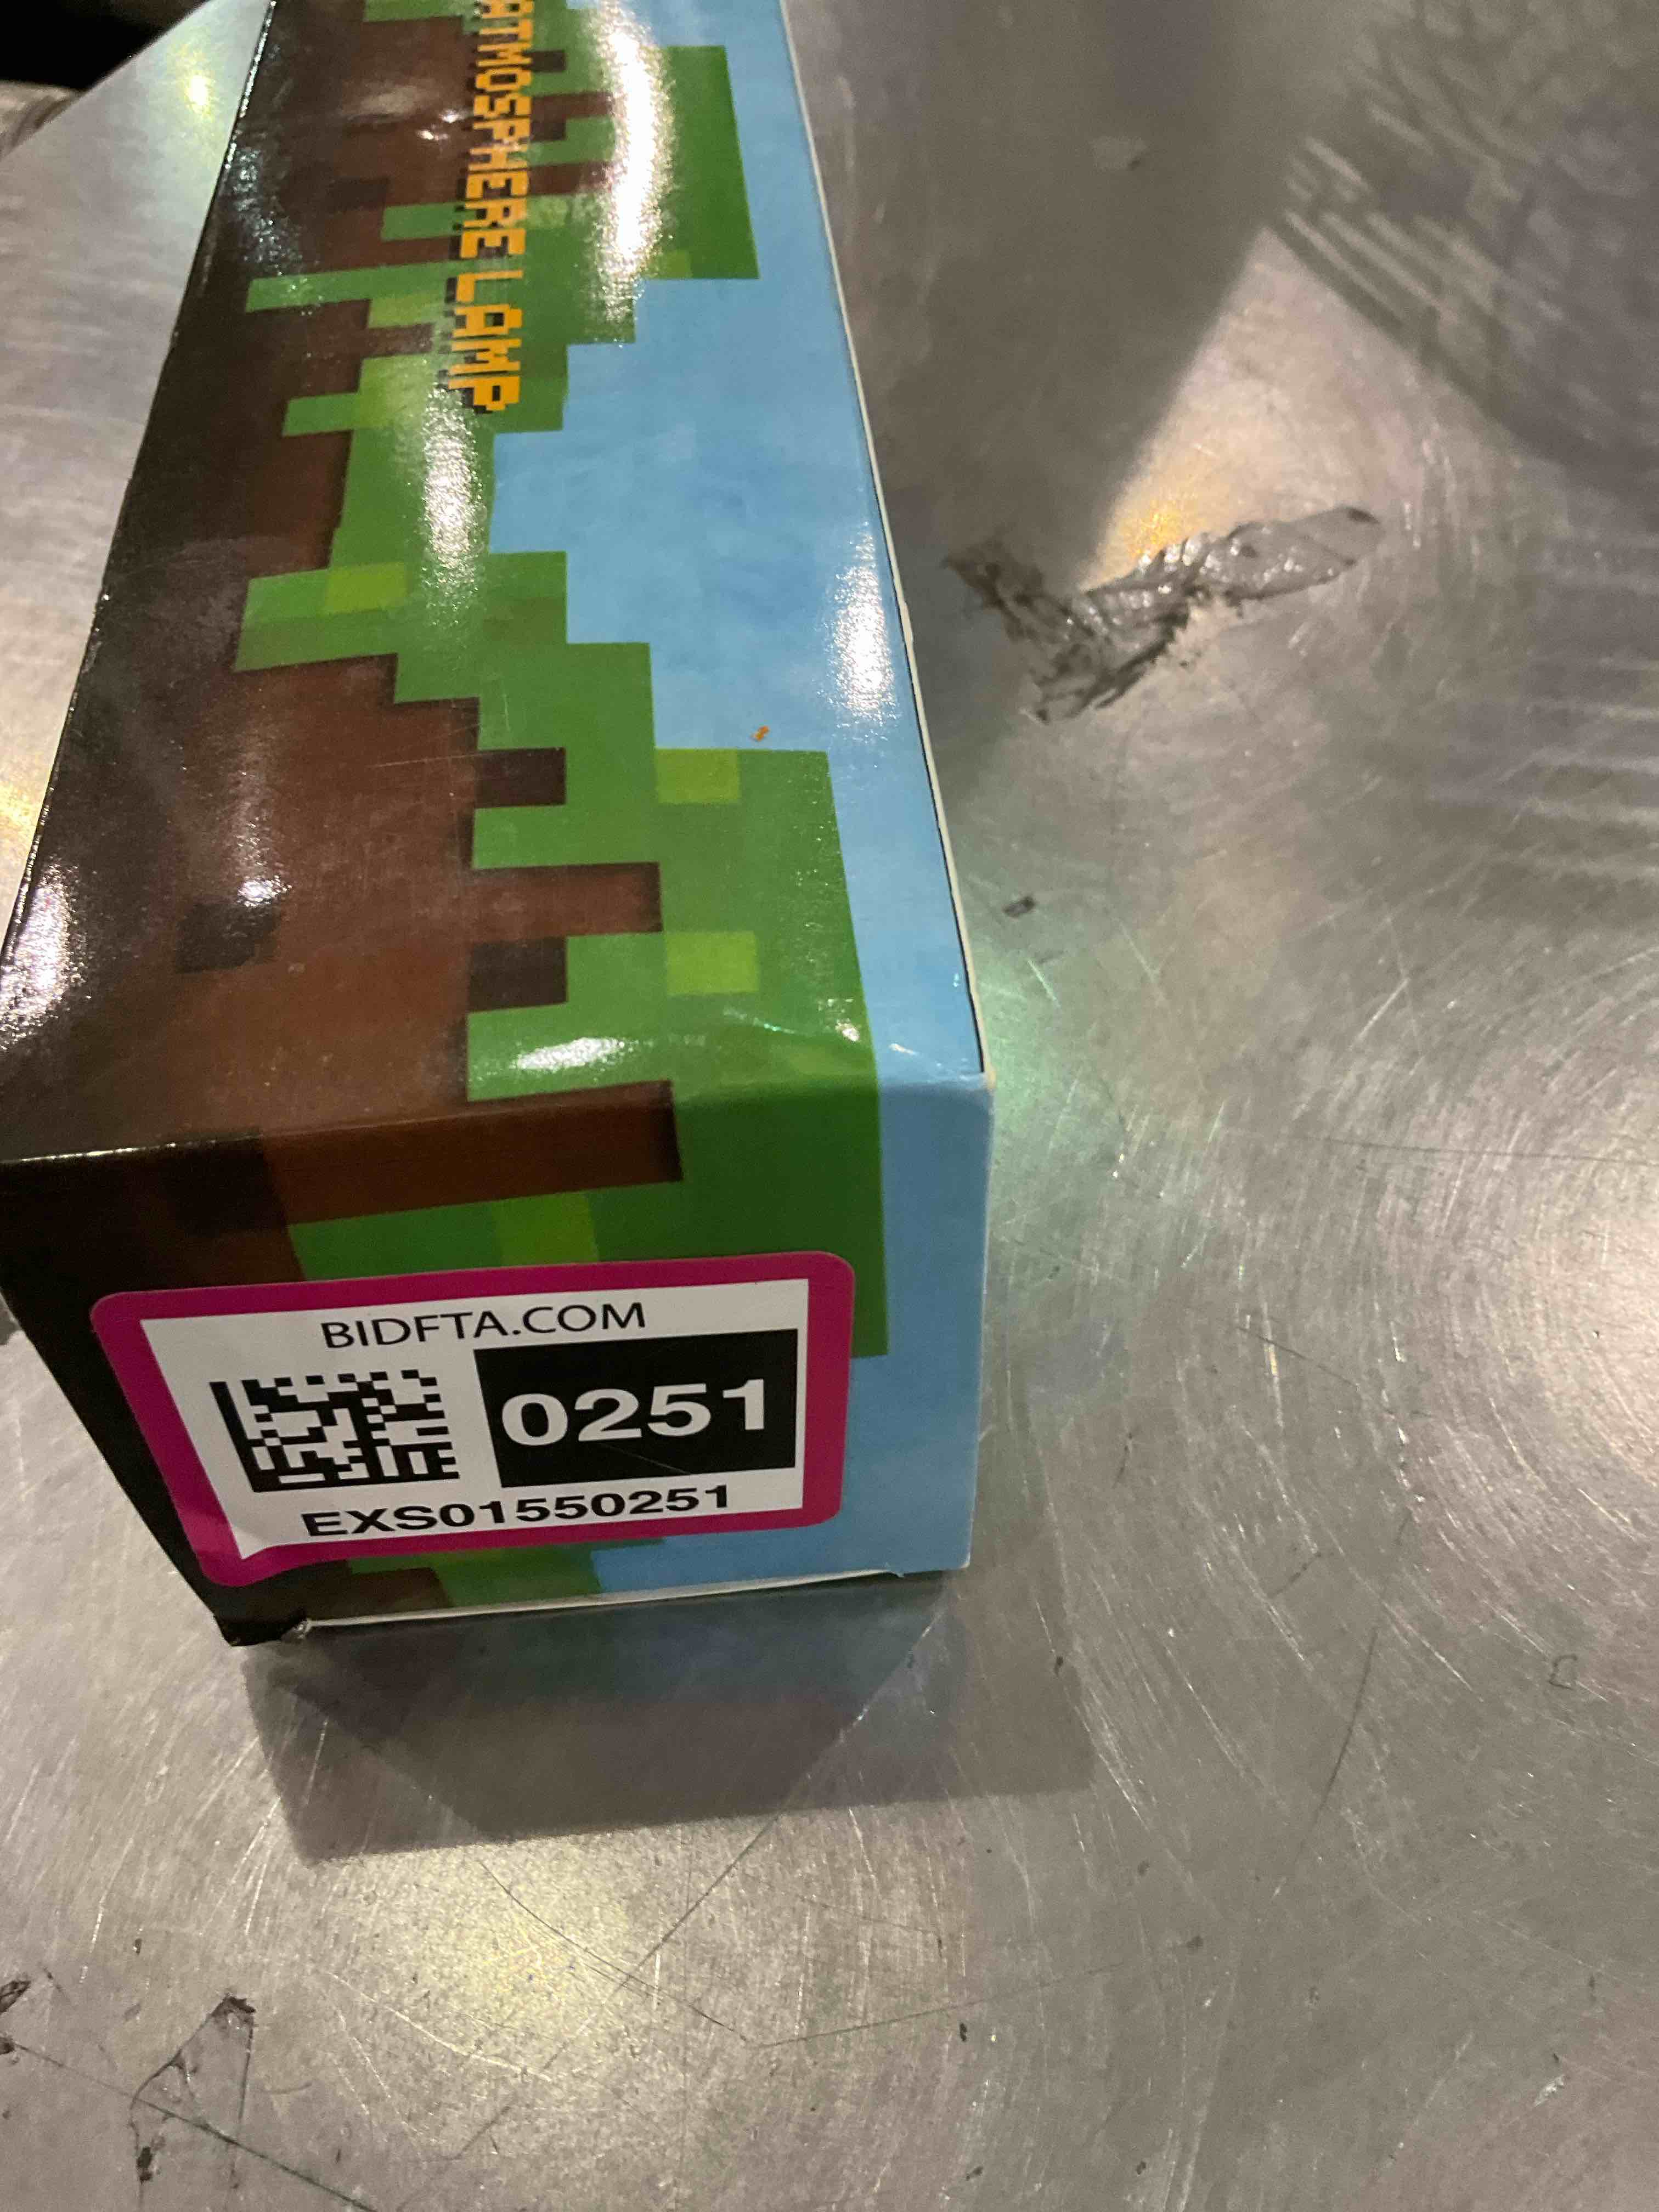 ATMOSPHERE LAMP
BIDFTA.COM
0251
EXS01550251